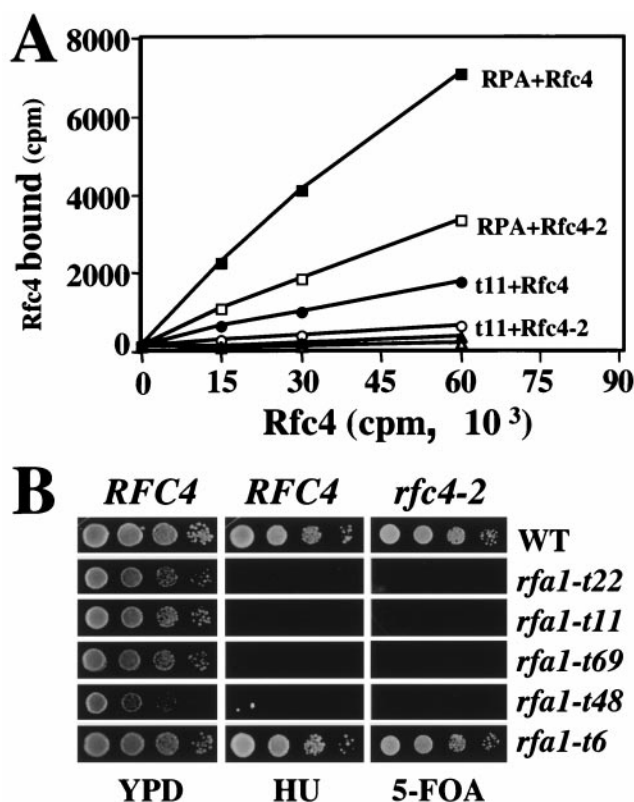 A
8000
6000
4000
2000
0
Rfc4 bound (cpm)
RPA+Rfc4
RPA+Rfc4-2
t11+Rfc4
t11+Rfc4-2
0 15 30 45 60 75 90
Rfc4 (cpm, 10 3)
B
RFC4 RFC4 rfc4-2
WT
rfa1-t22
rfa1-t11
rfa1-t69
rfa1-t48
rfa1-t6
YPD HU 5-FOA